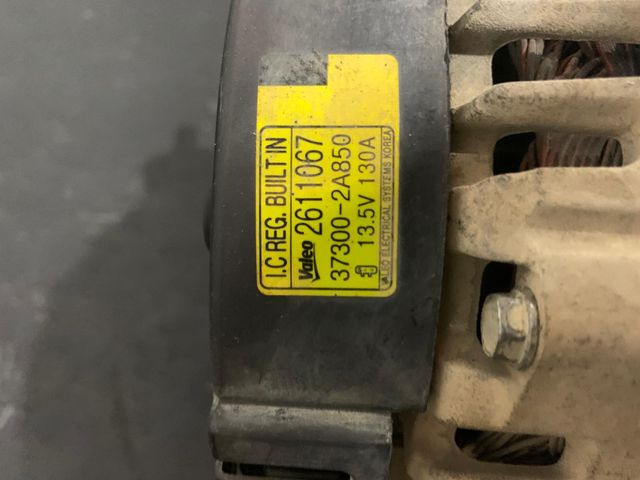 I.C REG. BUILT IN
Valeo 2611067
37300-2A850
13.5V 130A
VALEO ELECTRICAL SYSTEMS KOREA